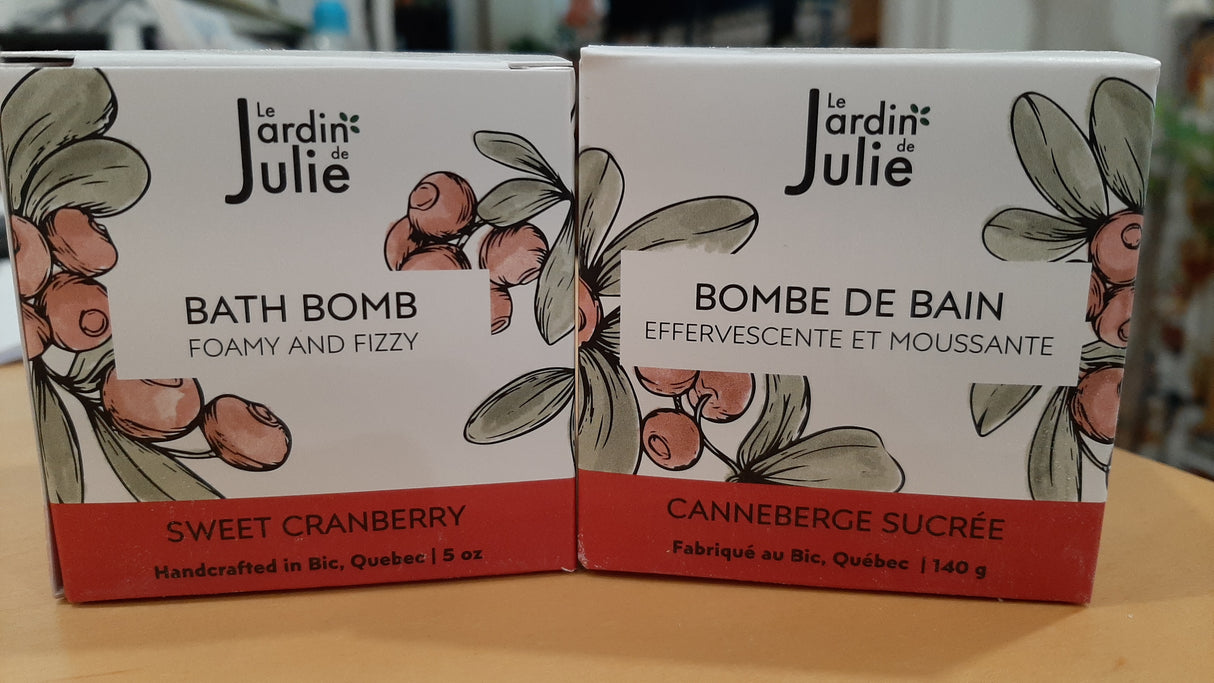 Le
Jardin
de
Julie
BATH BOMB
FOAMY AND FIZZY
SWEET CRANBERRY
Handcrafted in Bic, Quebec | 5 oz
Le
Jardin
de
Julie
BOMBE DE BAIN
EFFERVESCENTE ET MOUSSANTE
CANNEBERGE SUCRÉE
Fabriqué au Bic, Québec | 140 g